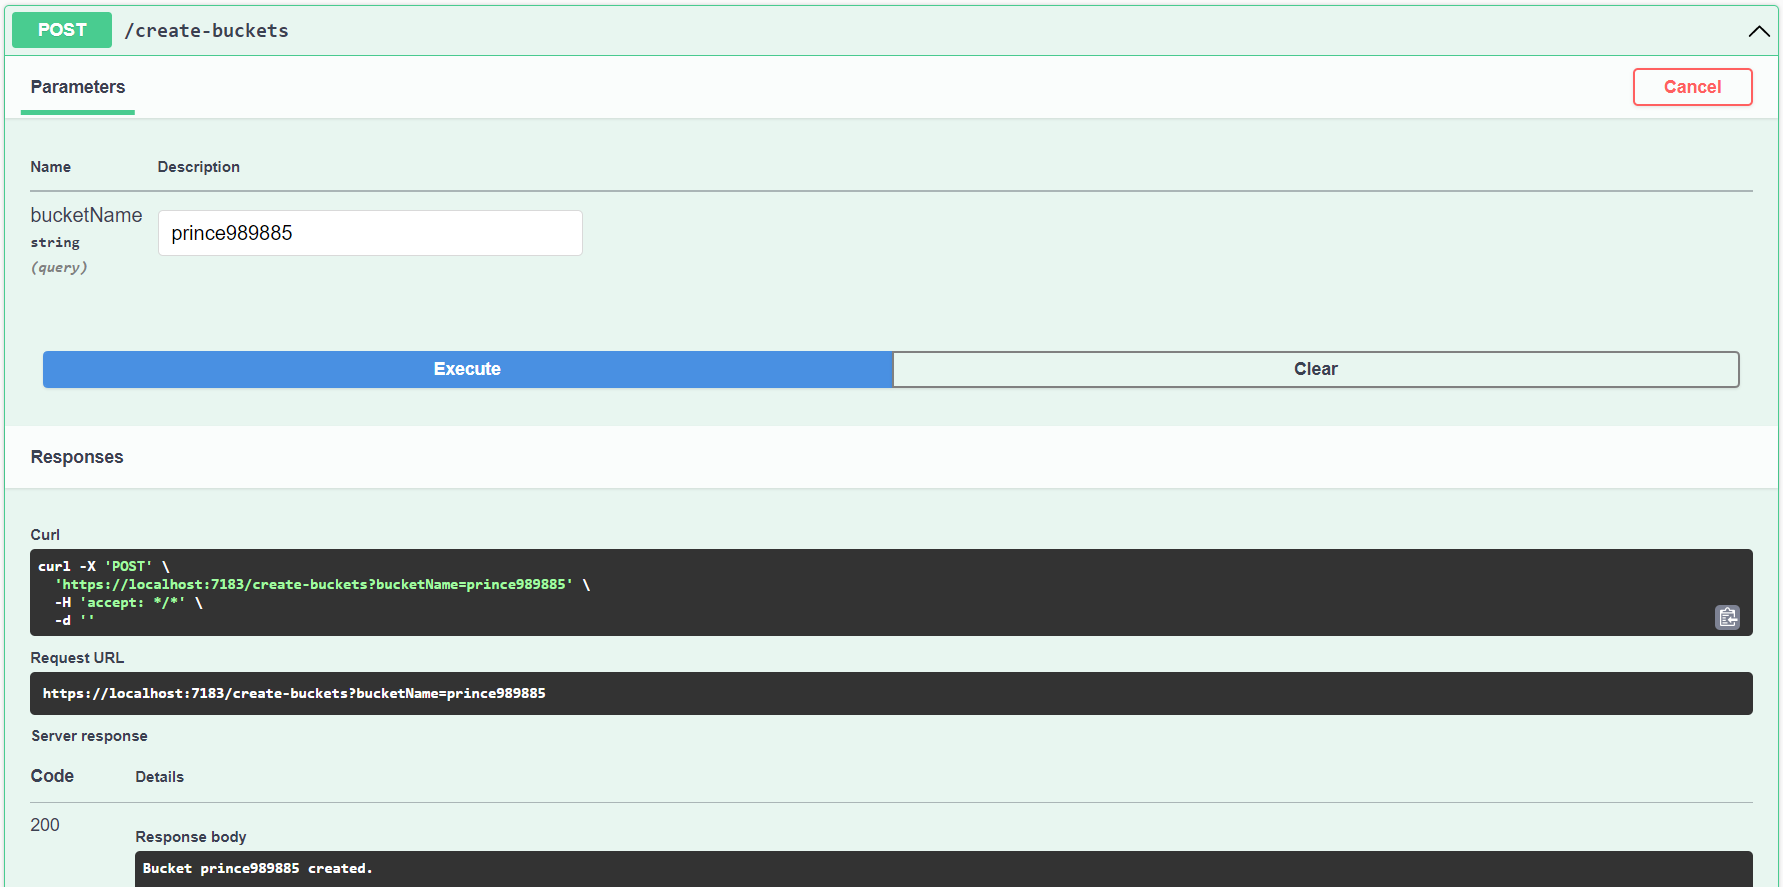 POST /create-buckets
Parameters
Cancel
Name Description
bucketName
string
(query)
prince989885
Execute
Clear
Responses
Curl
curl -X 'POST' \
'https://localhost:7183/create-buckets?bucketName=prince989885' \
-H 'accept: */*' \
-d ''
Request URL
https://localhost:7183/create-buckets?bucketName=prince989885
Server response
Code Details
200
Response body
Bucket prince989885 created.